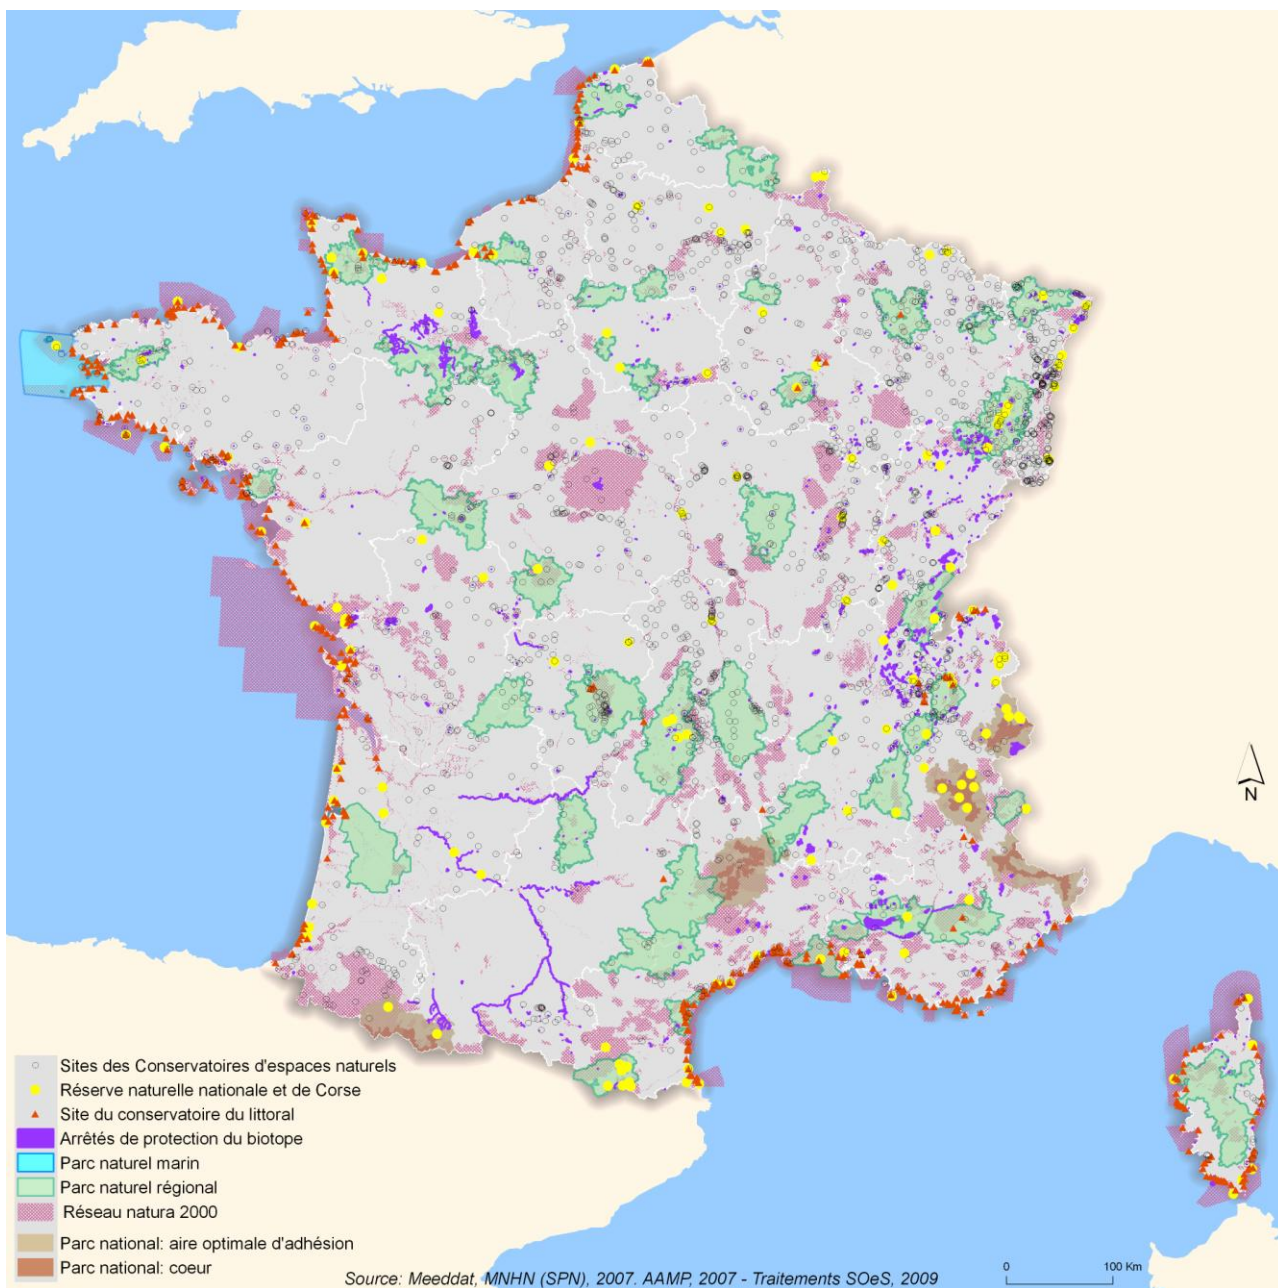 N
Sites des Conservatoires d'espaces naturels
Réserve naturelle nationale et de Corse
Site du conservatoire du littoral
Arrêtés de protection du biotope
Parc naturel marin
Parc naturel régional
Réseau natura 2000
Parc national: aire optimale d'adhésion
Parc national: coeur
Source: Meeddat, MNHN (SPN), 2007. AAMP, 2007 - Traitements SOeS, 2009
0 100 Km